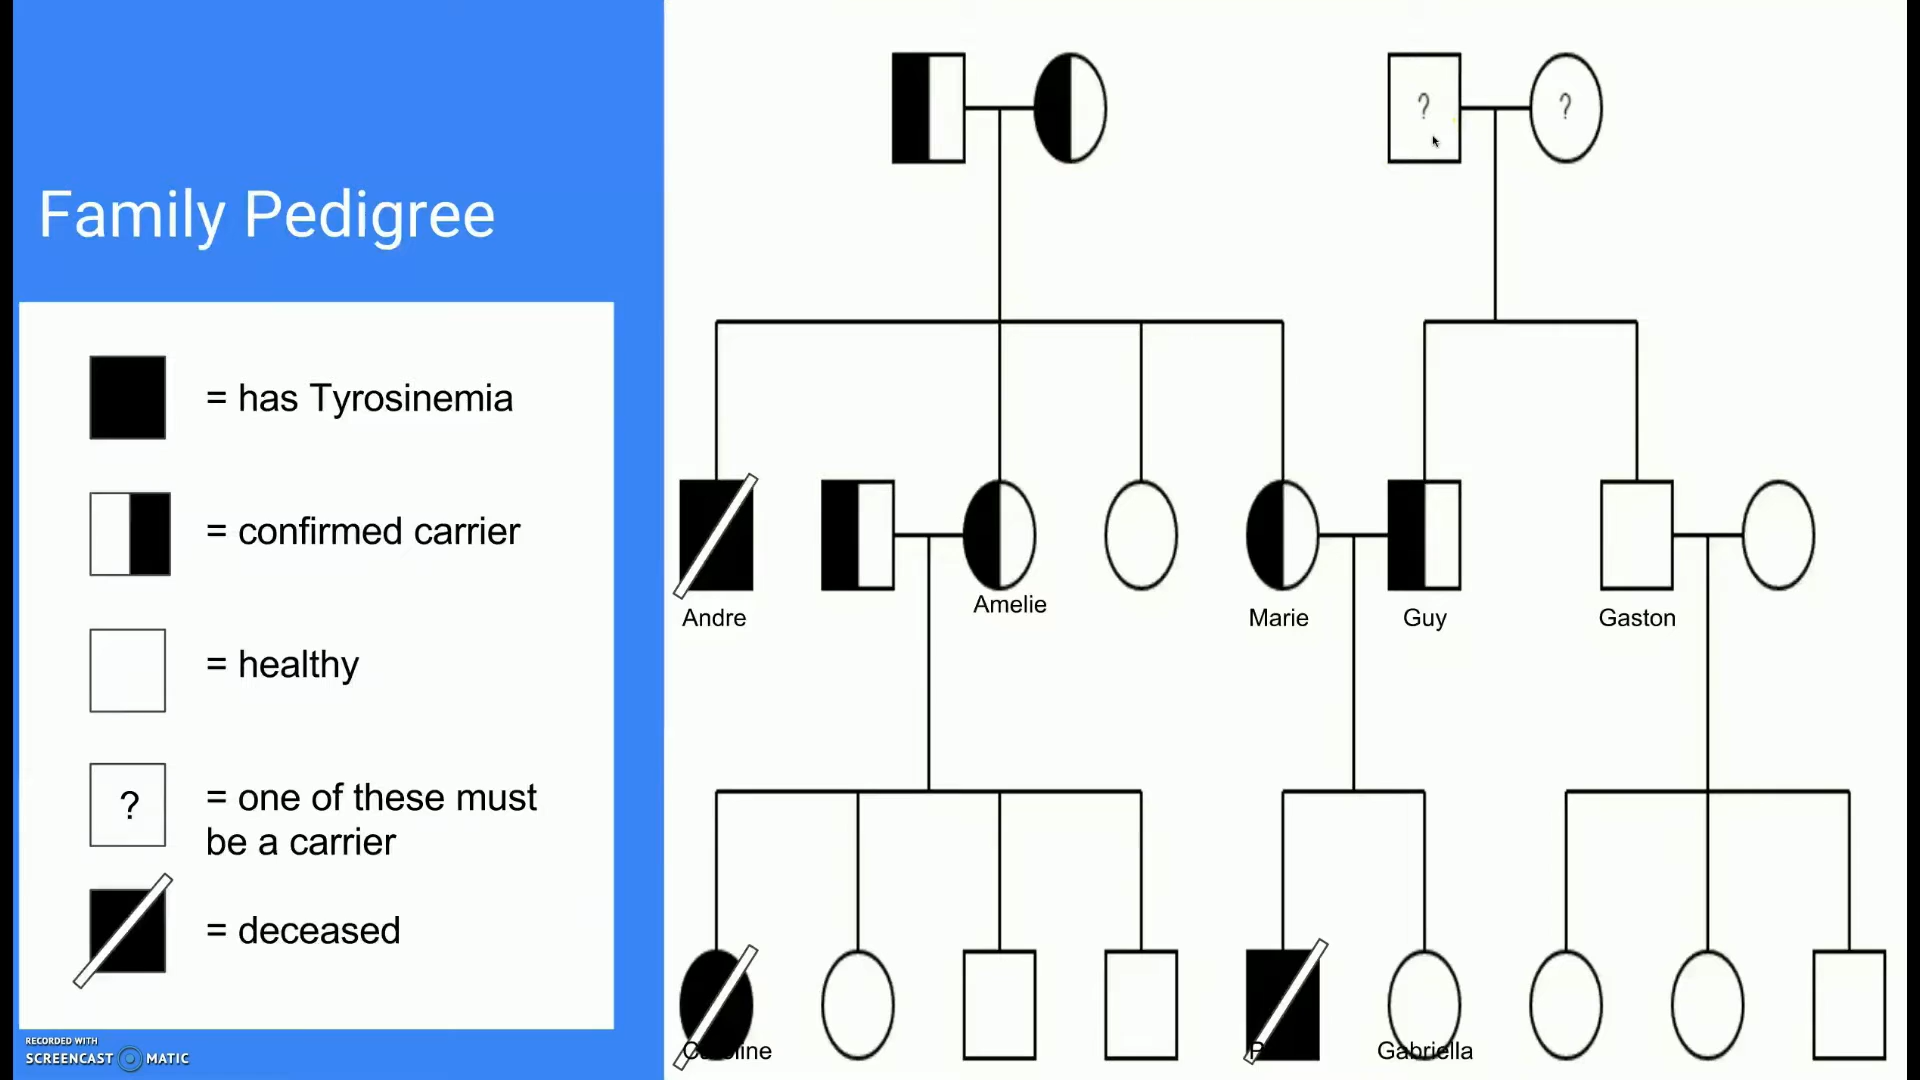 Family Pedigree
= has Tyrosinemia
= confirmed carrier
= healthy
?
= one of these must
be a carrier
= deceased
RECORDED WITH
SCREENCAST MATIC
? ?
Andre
Amelie
Marie
Guy
Gaston
Gabriella